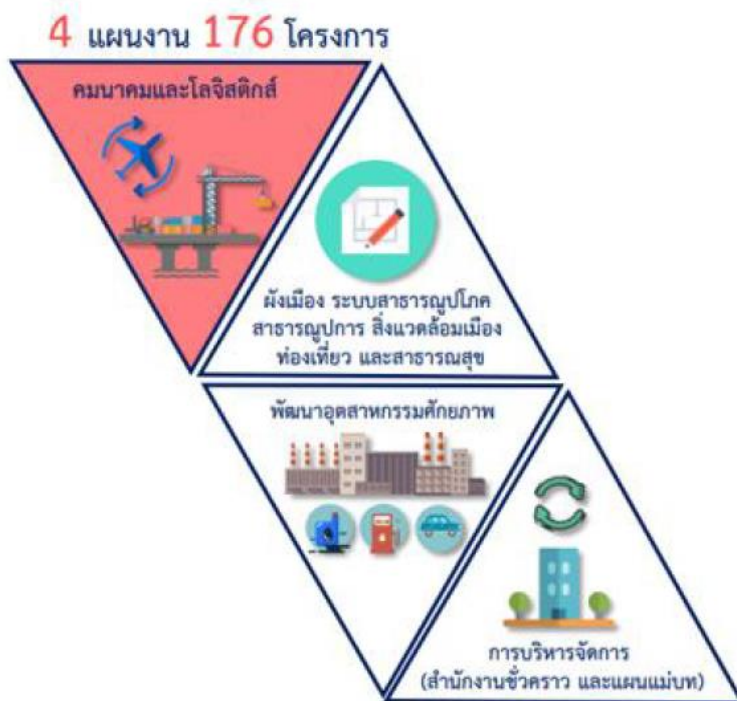 4 แผนงาน 176 โครงการ
คมนาคมและโลจิสติกส์
ผังเมือง ระบบสาธารณูปโภค
สาธารณูปการ สิ่งแวดล้อมเมือง
ท่องเที่ยว และสาธารณสุข
พัฒนาอุตสาหกรรมศักยภาพ
การบริหารจัดการ
(สำนักงานชั่วคราว และแผนแม่บท)